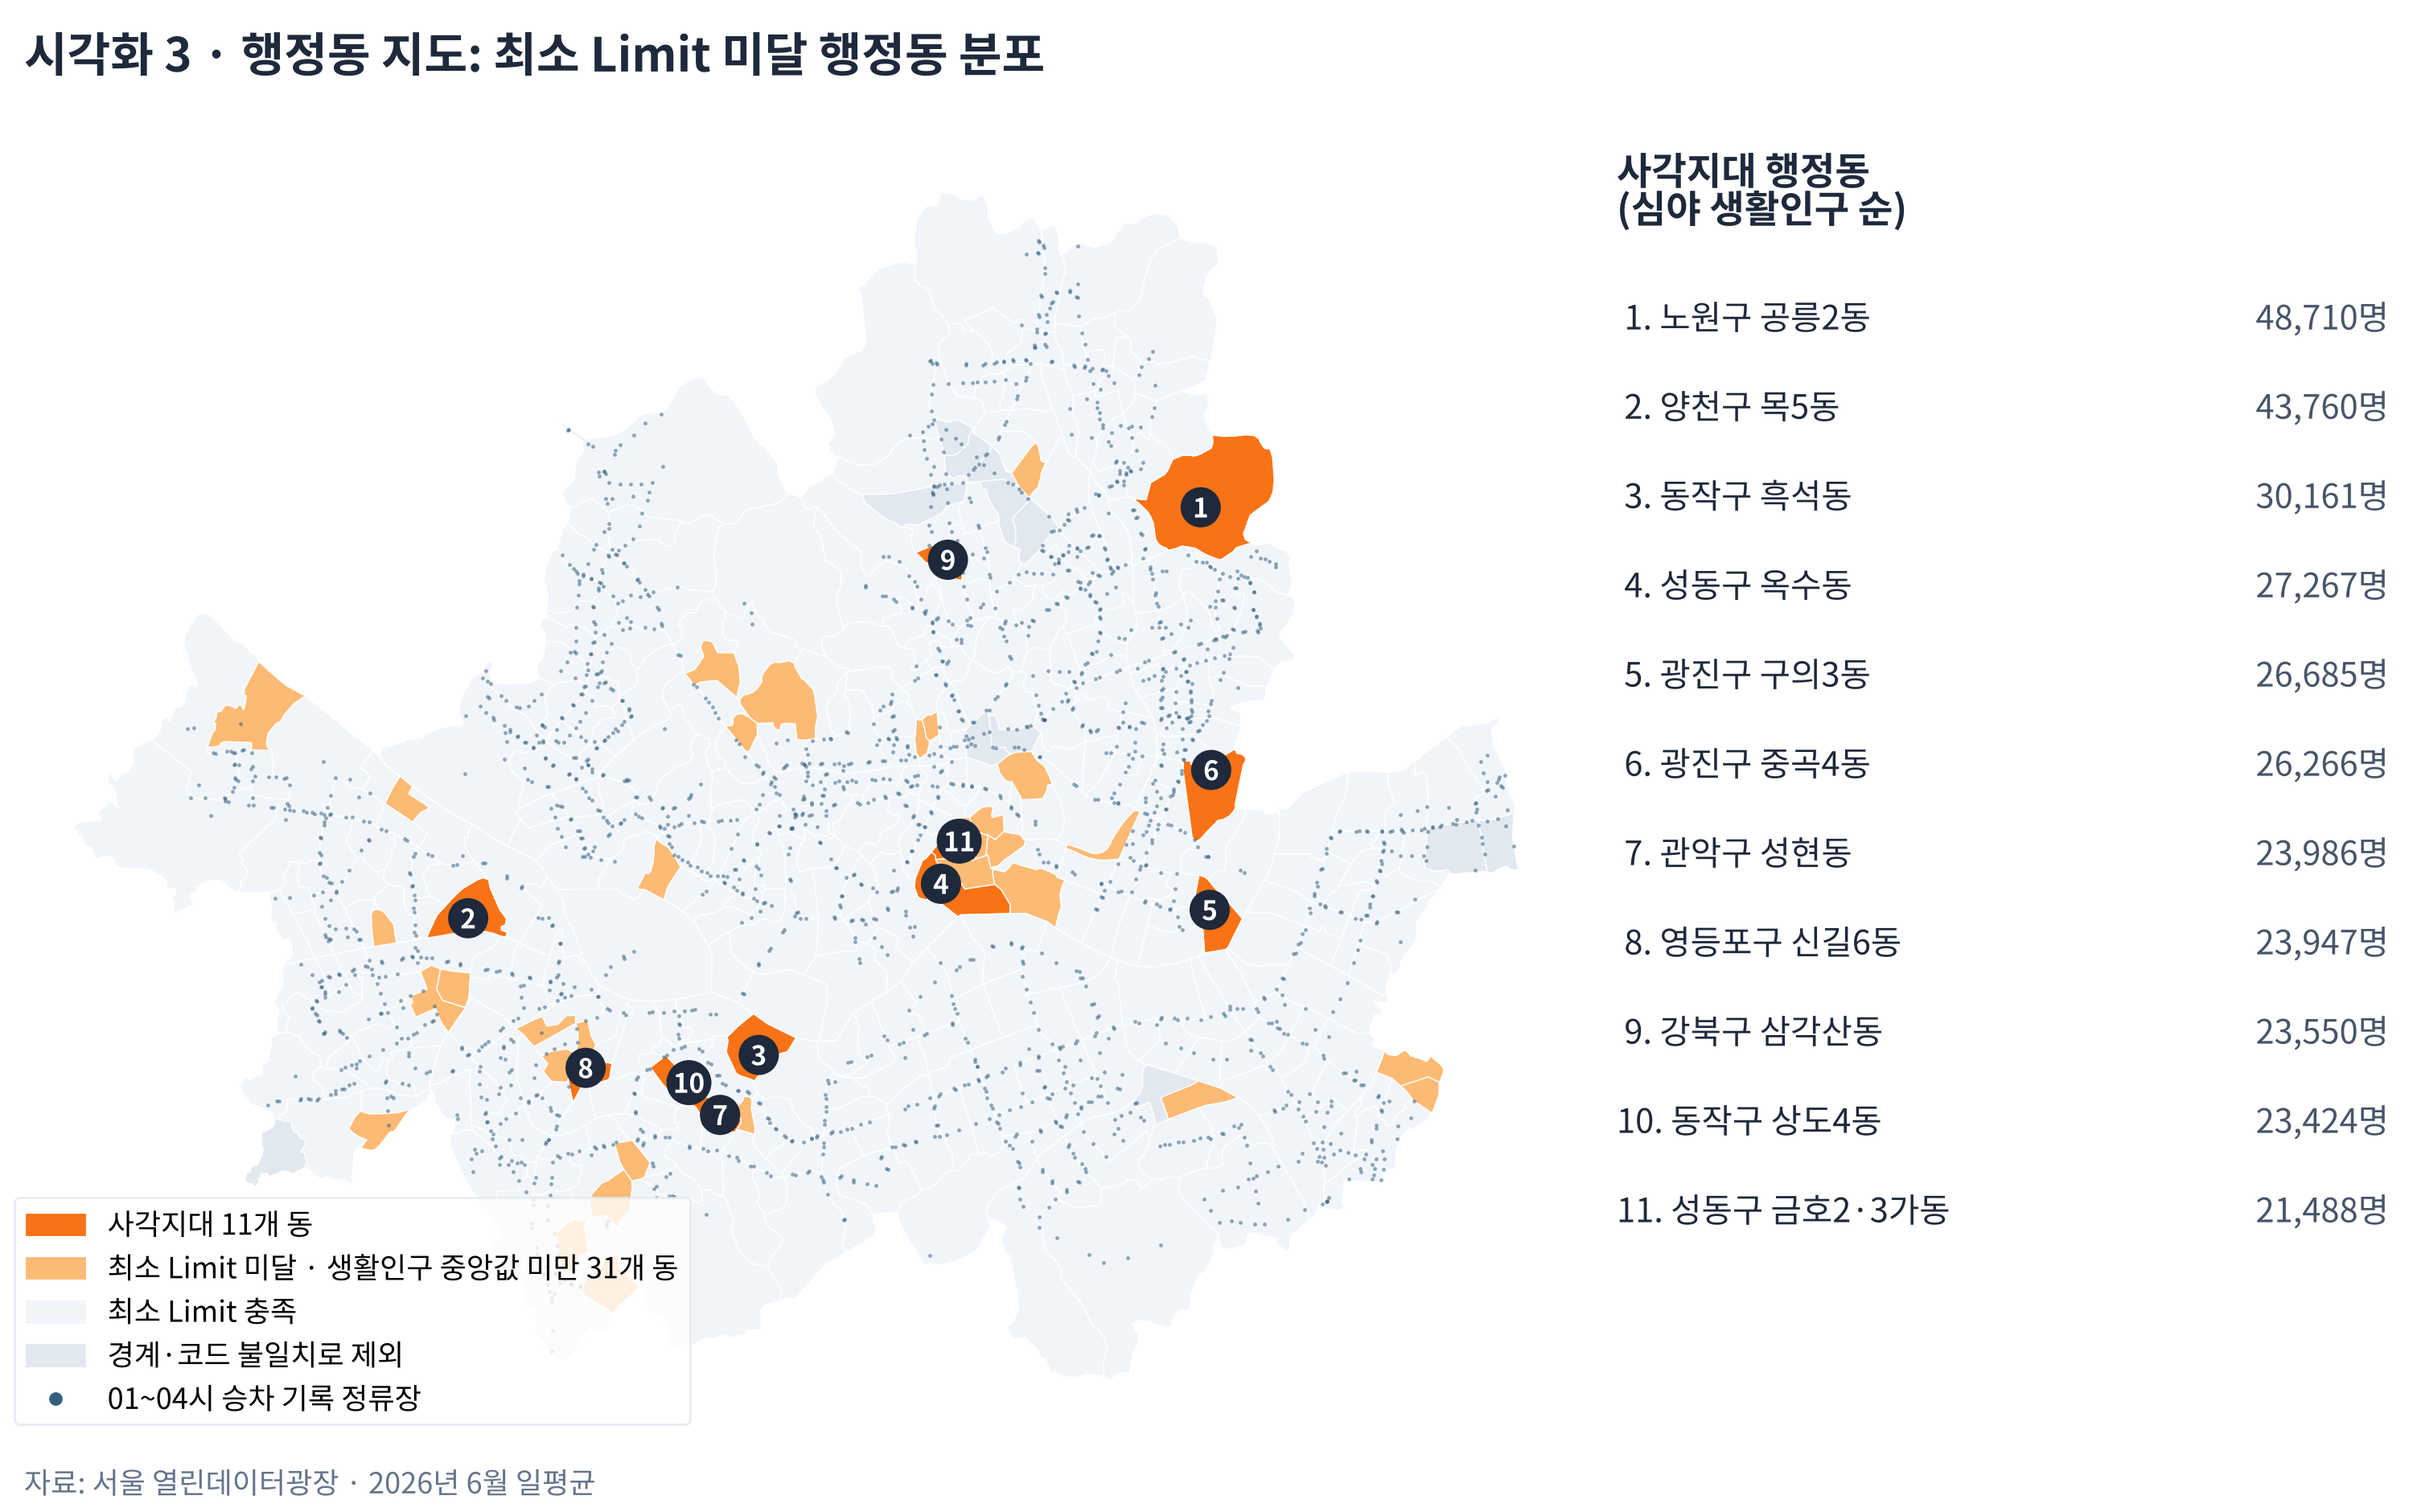 시각화 3 · 행정동 지도: 최소 Limit 미달 행정동 분포
사각지대 행정동
(심야 생활인구 순)
1. 노원구 공릉2동 48,710명
2. 양천구 목5동 43,760명
3. 동작구 흑석동 30,161명
4. 성동구 옥수동 27,267명
5. 광진구 구의3동 26,685명
6. 광진구 중곡4동 26,266명
7. 관악구 성현동 23,986명
8. 영등포구 신길6동 23,947명
9. 강북구 삼각산동 23,550명
10. 동작구 상도4동 23,424명
11. 성동구 금호2·3가동 21,488명
1
9
6
11
4
5
2
3
8
10
7
사각지대 11개 동
최소 Limit 미달 · 생활인구 중앙값 미만 31개 동
최소 Limit 충족
경계·코드 불일치로 제외
01~04시 승차 기록 정류장
자료: 서울 열린데이터광장 · 2026년 6월 일평균